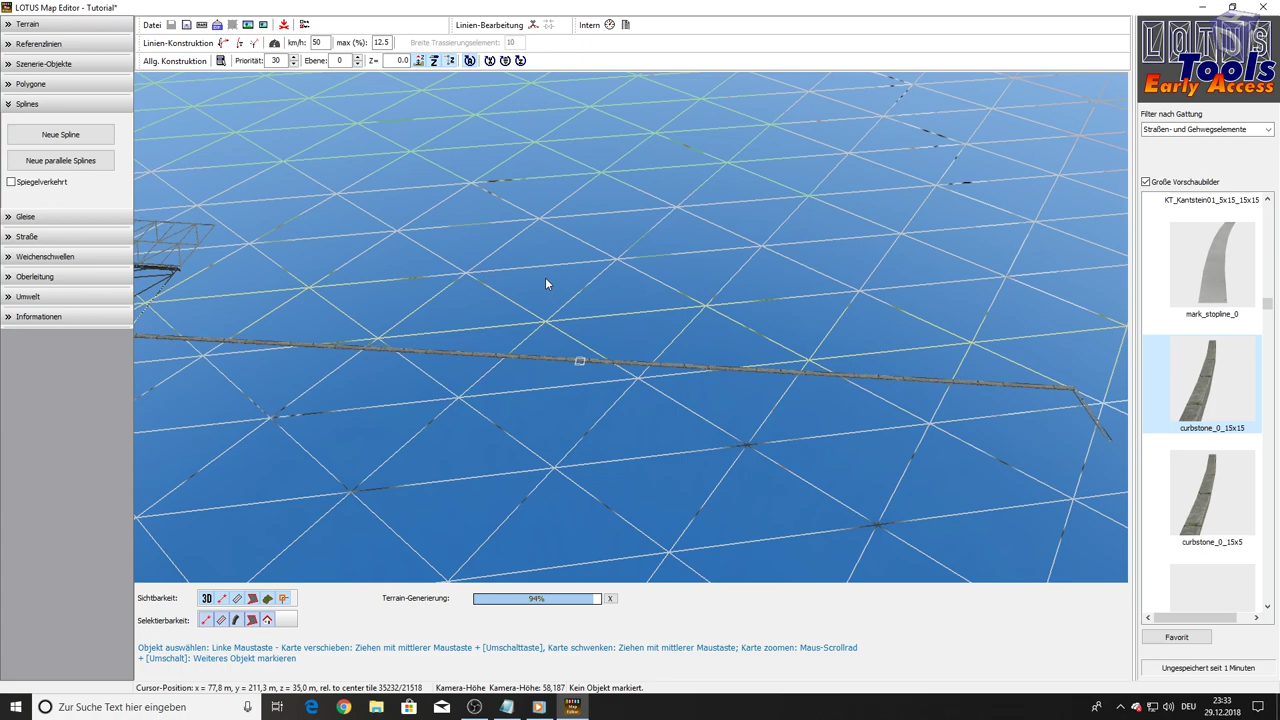 LOTUS Map Editor - Tutorial*
Terrain
Referenzlinien
Szenerie-Objekte
Polygone
Splines
Neue Spline
Neue parallele Splines
Spiegelverkehrt
Gleise
Straße
Weichenschwellen
Oberleitung
Umwelt
Informationen
Datei
Linien-Bearbeitung
Intern
Linien-Konstruktion
km/h: 50
max (%): 12.5
Breite Trassierungselement: 10
Allg. Konstruktion
Priorität: 30
Ebene: 0
Z= 0.0
LOTUS
Tools
Early Access
Filter nach Gattung
Straßen- und Gehwegselemente
Große Vorschaubilder
KT_Kantstein01_5x15_15x15
mark_stopline_0
curbstone_0_15x15
curbstone_0_15x5
Favorit
Ungespeichert seit 1 Minuten
Sichtbarkeit:
3D
Terrain-Generierung:
94%
X
Selektierbarkeit:
Objekt auswählen: Linke Maustaste - Karte verschieben: Ziehen mit mittlerer Maustaste + [Umschalttaste], Karte schwenken: Ziehen mit mittlerer Maustaste; Karte zoomen: Maus-Scrollrad
+ [Umschalt]: Weiteres Objekt markieren
Cursor-Position: x = 77,8 m, y = 211,3 m, z = 35,0 m, rel. to center tile 35232/21518
Kamera-Höhe Kamera-Höhe: 58,187 Kein Objekt markiert.
Zur Suche Text hier eingeben
DEU
23:33
29.12.2018